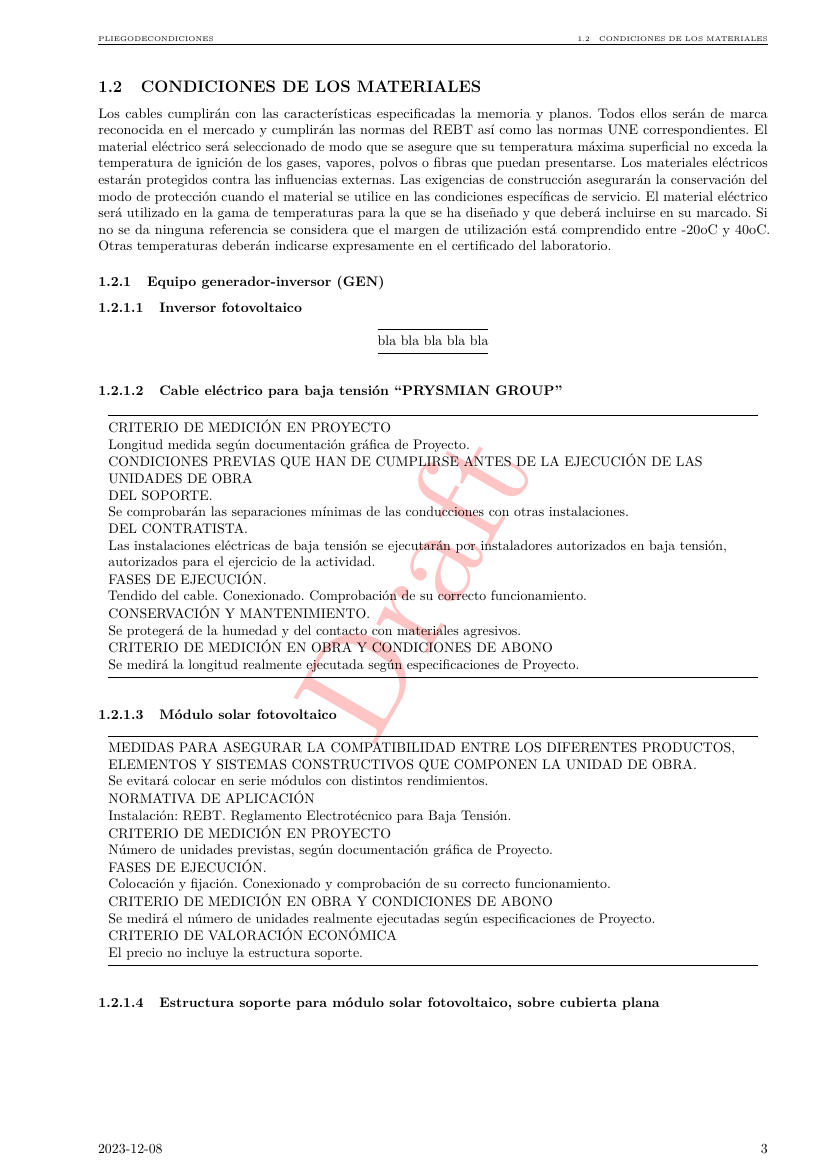 PLIEGODECONDICIONES 1.2 CONDICIONES DE LOS MATERIALES
1.2 CONDICIONES DE LOS MATERIALES
Los cables cumplirán con las características especificadas la memoria y planos. Todos ellos serán de marca
reconocida en el mercado y cumplirán las normas del REBT así como las normas UNE correspondientes. El
material eléctrico será seleccionado de modo que se asegure que su temperatura máxima superficial no exceda la
temperatura de ignición de los gases, vapores, polvos o fibras que puedan presentarse. Los materiales eléctricos
estarán protegidos contra las influencias externas. Las exigencias de construcción asegurarán la conservación del
modo de protección cuando el material se utilice en las condiciones específicas de servicio. El material eléctrico
será utilizado en la gama de temperaturas para la que se ha diseñado y que deberá incluirse en su marcado. Si
no se da ninguna referencia se considera que el margen de utilización está comprendido entre -20oC y 40oC.
Otras temperaturas deberán indicarse expresamente en el certificado del laboratorio.
1.2.1 Equipo generador-inversor (GEN)
1.2.1.1 Inversor fotovoltaico
bla bla bla bla bla
1.2.1.2 Cable eléctrico para baja tensión “PRYSMIAN GROUP”
CRITERIO DE MEDICIÓN EN PROYECTO
Longitud medida según documentación gráfica de Proyecto.
CONDICIONES PREVIAS QUE HAN DE CUMPLIRSE ANTES DE LA EJECUCIÓN DE LAS
UNIDADES DE OBRA
DEL SOPORTE.
Se comprobarán las separaciones mínimas de las conducciones con otras instalaciones.
DEL CONTRATISTA.
Las instalaciones eléctricas de baja tensión se ejecutarán por instaladores autorizados en baja tensión,
autorizados para el ejercicio de la actividad.
FASES DE EJECUCIÓN.
Tendido del cable. Conexionado. Comprobación de su correcto funcionamiento.
CONSERVACIÓN Y MANTENIMIENTO.
Se protegerá de la humedad y del contacto con materiales agresivos.
CRITERIO DE MEDICIÓN EN OBRA Y CONDICIONES DE ABONO
Se medirá la longitud realmente ejecutada según especificaciones de Proyecto.
Draft
1.2.1.3 Módulo solar fotovoltaico
MEDIDAS PARA ASEGURAR LA COMPATIBILIDAD ENTRE LOS DIFERENTES PRODUCTOS,
ELEMENTOS Y SISTEMAS CONSTRUCTIVOS QUE COMPONEN LA UNIDAD DE OBRA.
Se evitará colocar en serie módulos con distintos rendimientos.
NORMATIVA DE APLICACIÓN
Instalación: REBT. Reglamento Electrotécnico para Baja Tensión.
CRITERIO DE MEDICIÓN EN PROYECTO
Número de unidades previstas, según documentación gráfica de Proyecto.
FASES DE EJECUCIÓN.
Colocación y fijación. Conexionado y comprobación de su correcto funcionamiento.
CRITERIO DE MEDICIÓN EN OBRA Y CONDICIONES DE ABONO
Se medirá el número de unidades realmente ejecutadas según especificaciones de Proyecto.
CRITERIO DE VALORACIÓN ECONÓMICA
El precio no incluye la estructura soporte.
1.2.1.4 Estructura soporte para módulo solar fotovoltaico, sobre cubierta plana
2023-12-08 3